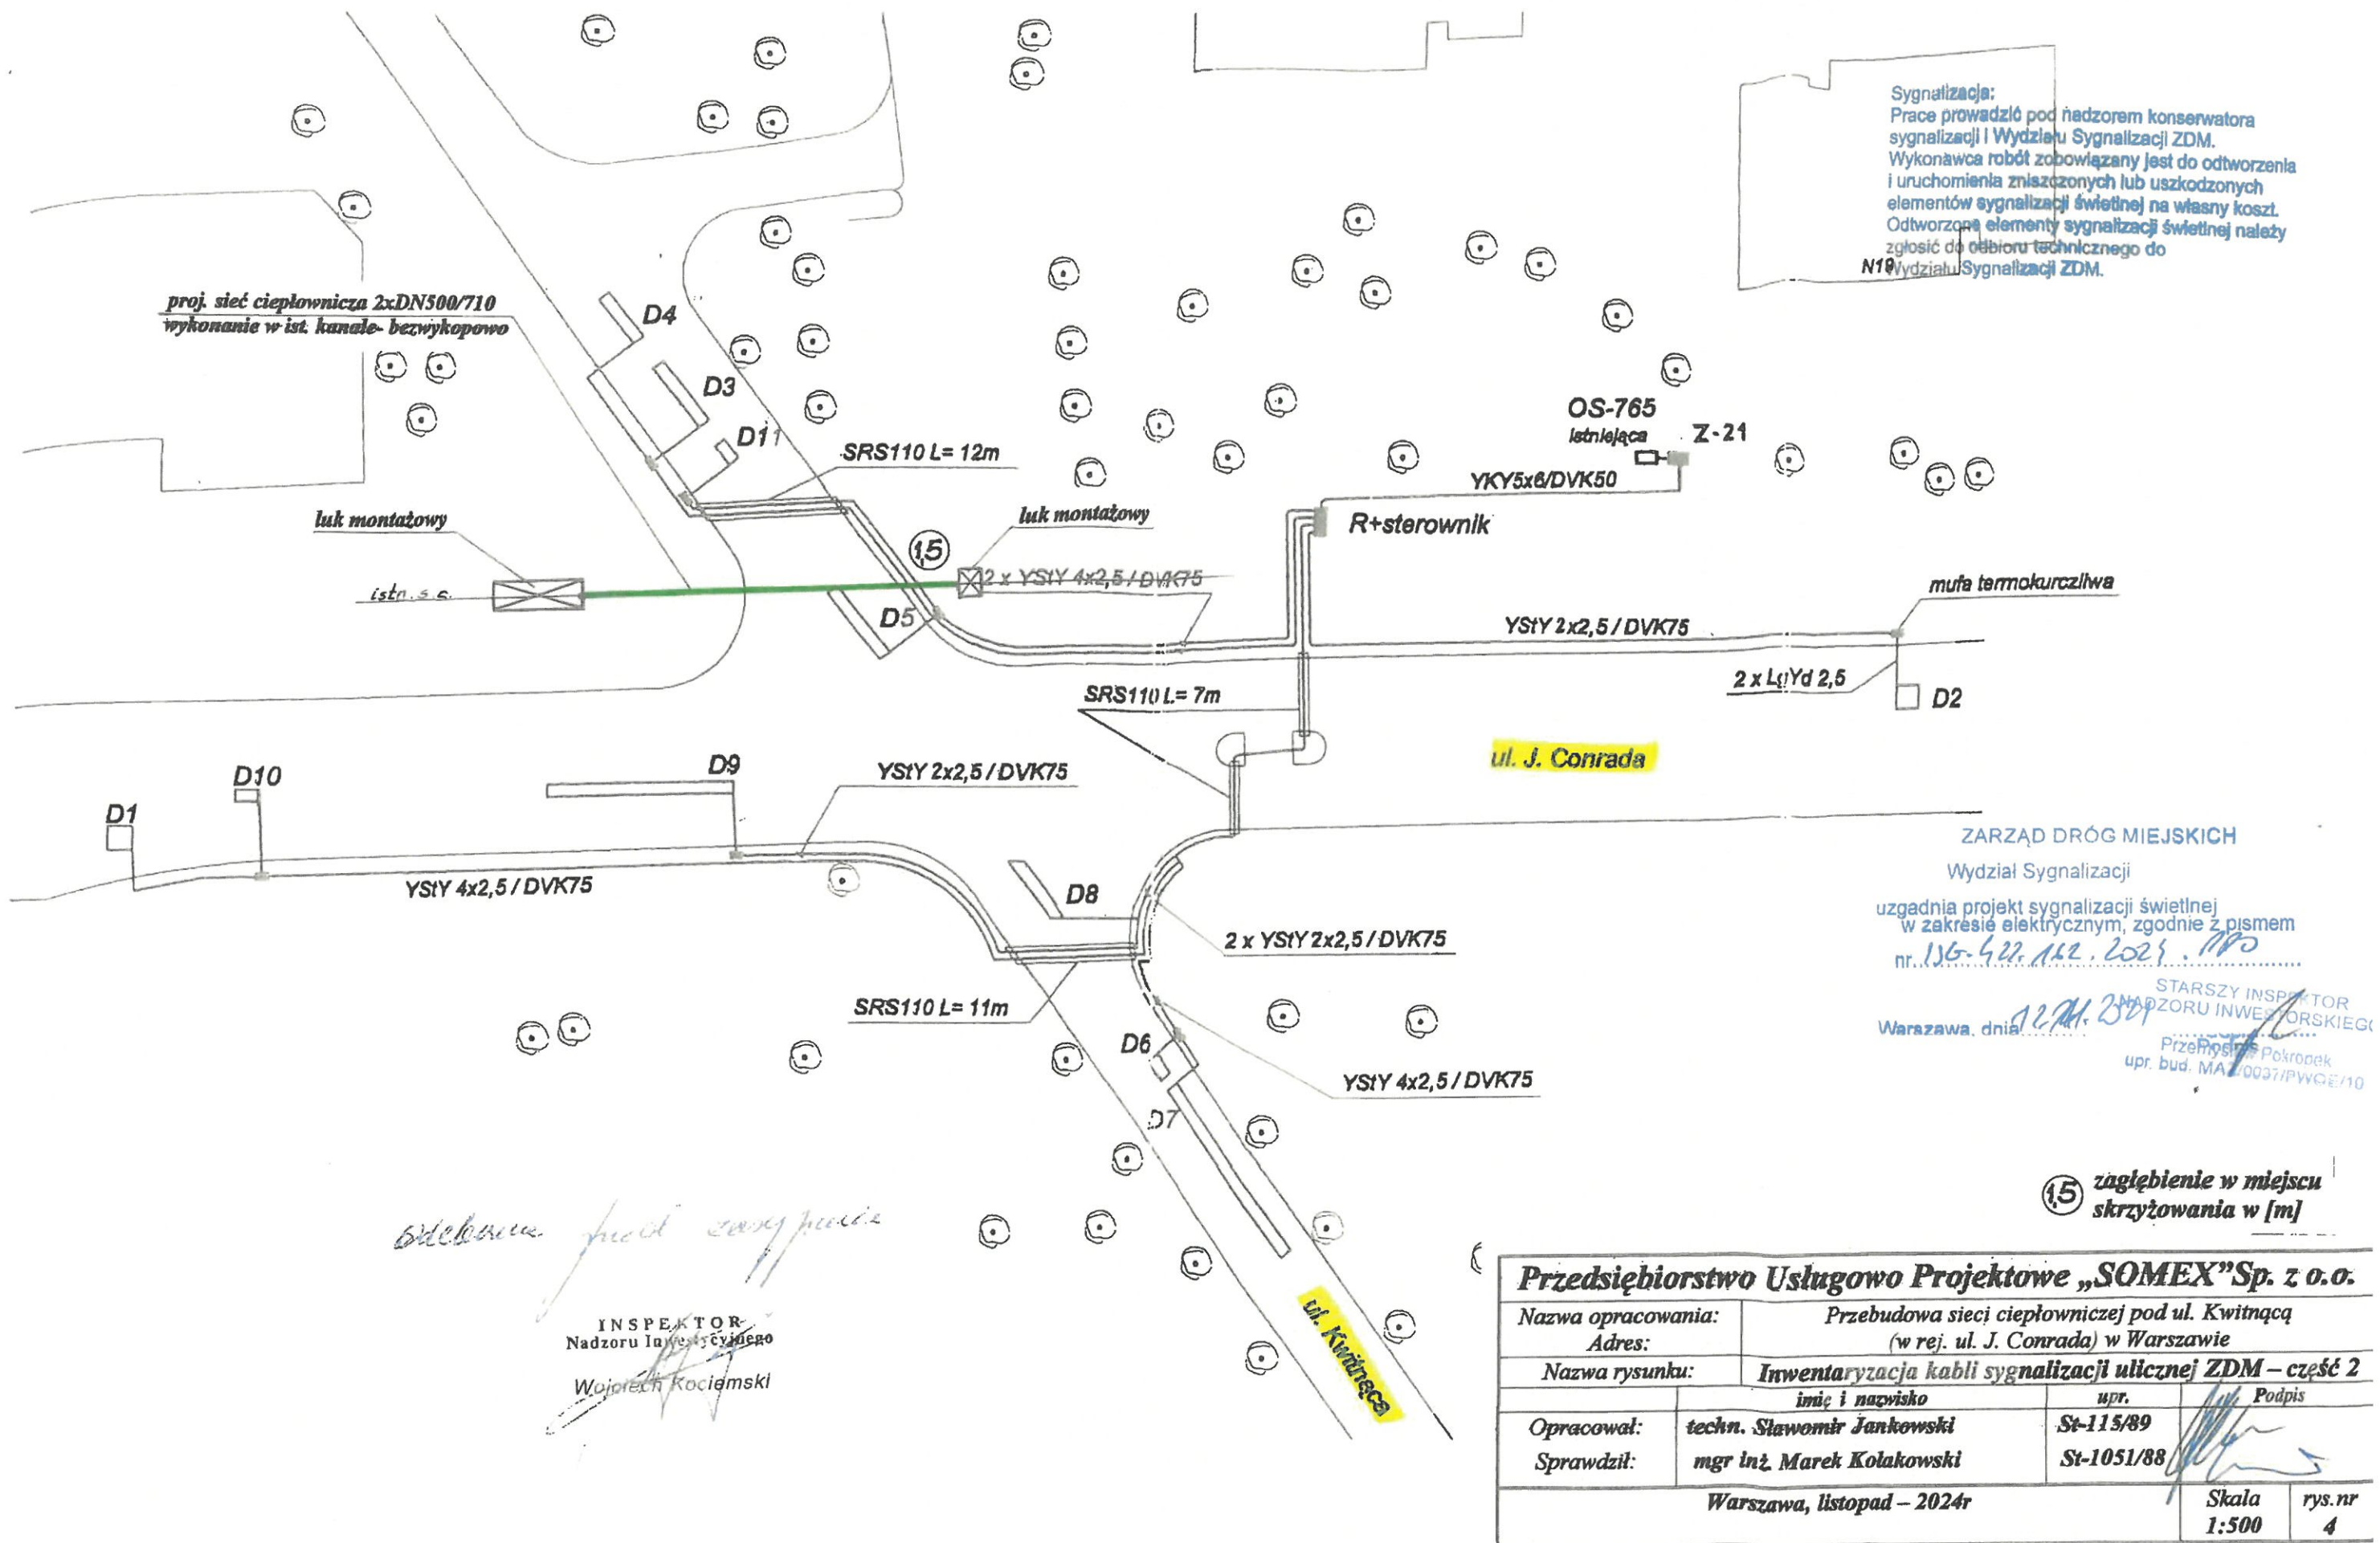 Sygnalizacja:
Prace prowadzić pod nadzorem konserwatora
sygnalizacji i Wydziału Sygnalizacji ZDM.
Wykonawca robót zobowiązany jest do odtworzenia
i uruchomienia zniszczonych lub uszkodzonych
elementów sygnalizacji świetlnej na własny koszt.
Odtworzone elementy sygnalizacji świetlnej należy
zgłosić do odbioru technicznego do
Wydziału Sygnalizacji ZDM.
N19
proj. sieć ciepłownicza 2xDN500/710
wykonanie w ist. kanale- bezwykopowo
D4
D3
D11
SRS110 L= 12m
OS-765
istniejąca
Z-21
YKY5x6/DVK50
R+sterownik
luk montażowy
luk montażowy
1,5
istn. s.c.
2 x YStY 4x2,5 / DVK75
D5
YStY 2x2,5 / DVK75
mufa termokurczliwa
2 x LgYd 2,5
D2
SRS110 L= 7m
ul. J. Conrada
D10
D9
YStY 2x2,5 / DVK75
D1
YStY 4x2,5 / DVK75
D8
2 x YStY 2x2,5 / DVK75
SRS110 L= 11m
D6
YStY 4x2,5 / DVK75
D7
ul. Kwitnąca
ZARZĄD DRÓG MIEJSKICH
Wydział Sygnalizacji
uzgadnia projekt sygnalizacji świetlnej
w zakresie elektrycznym, zgodnie z pismem
nr.
STARSZY INSPEKTOR
NADZORU INWESTORSKIEGO
Warszawa, dnia
Podpis
Pokropek
upr. bud. MAZ/0037/PWOE/10
1,5 zagłębienie w miejscu
skrzyżowania w [m]
INSPEKTOR
Nadzoru Inwestycyjnego
Wojciech Kociemski
Przedsiębiorstwo Usługowo Projektowe „SOMEX”Sp. z o.o.
Nazwa opracowania: Przebudowa sieci ciepłowniczej pod ul. Kwitnącą
Adres: (w rej. ul. J. Conrada) w Warszawie
Nazwa rysunku: Inwentaryzacja kabli sygnalizacji ulicznej ZDM – część 2
imię i nazwisko upr. Podpis
Opracował: techn. Sławomir Jankowski St-115/89
Sprawdził: mgr inż. Marek Kołakowski St-1051/88
Warszawa, listopad – 2024r
Skala rys.nr
1:500 4